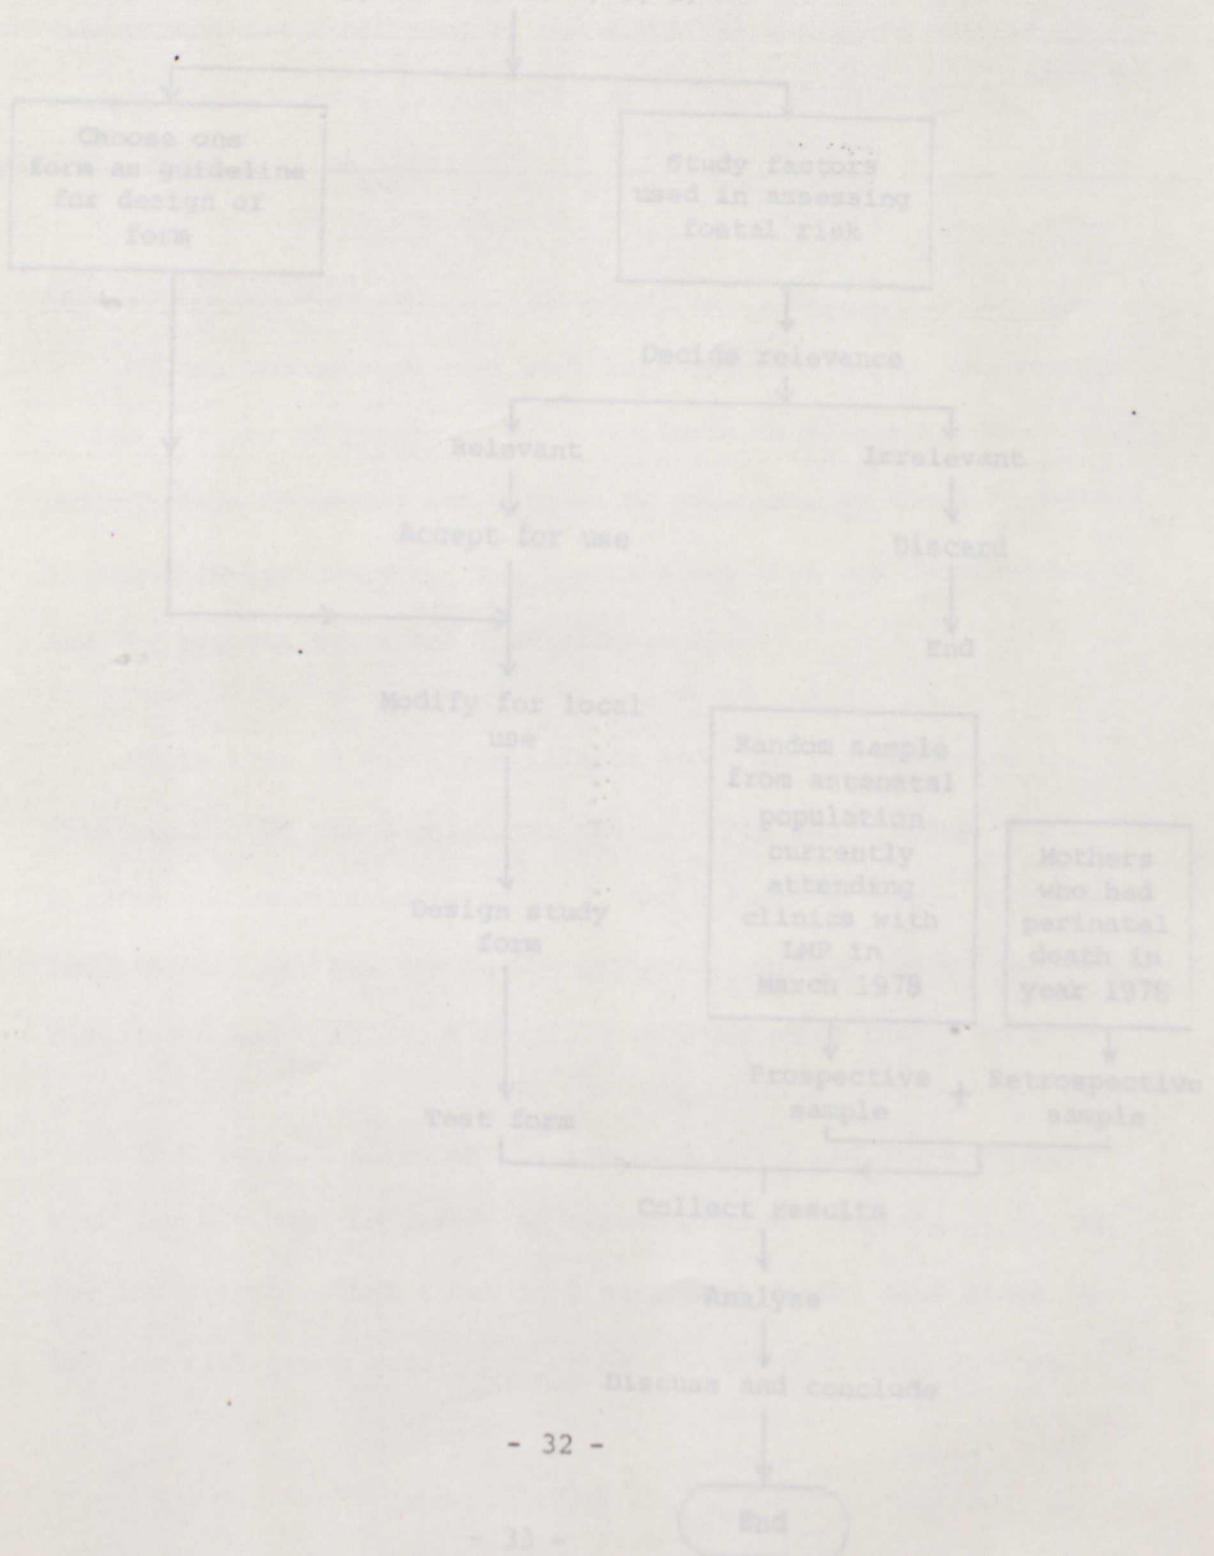 Choose one
form as guideline
for design of
form
Study factors
used in assessing
foetal risk
Decide relevance
Relevant
Irrelevant
Accept for use
Discard
End
Modify for local
use
Random sample
from antenatal
population
currently
attending
clinics with
LMP in
March 1978
Mothers
who had
perinatal
death in
year 1978
Design study
form
Prospective
sample
+
Retrospective
sample
Test form
Collect results
Analyse
Discuss and conclude
- 32 -
End
- 33 -